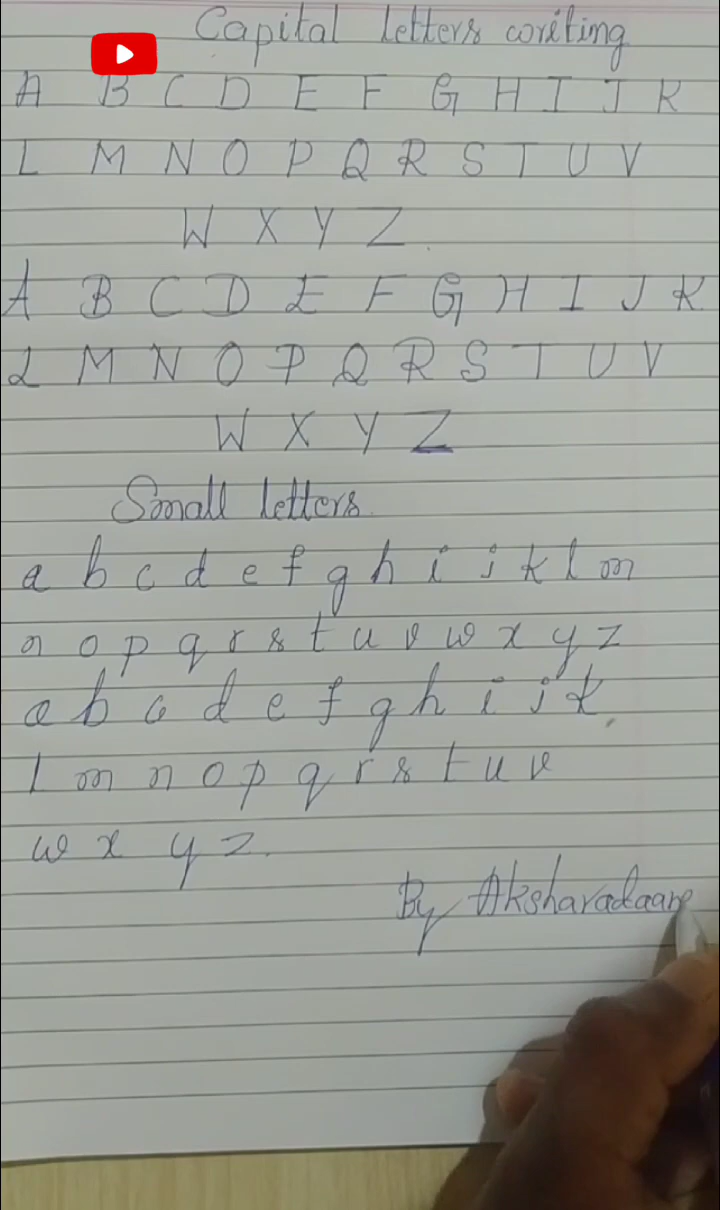 Capital letters writing
A B C D E F G H I J K
L M N O P Q R S T U V
W X Y Z
A B C D E F G H I J K
L M N O P Q R S T U V
W X Y Z
Small letters
a b c d e f g h i j k l m
n o p q r s t u v w x y z
a b c d e f g h i j k
l m n o p q r s t u v
w x y z
By Aksharadaare